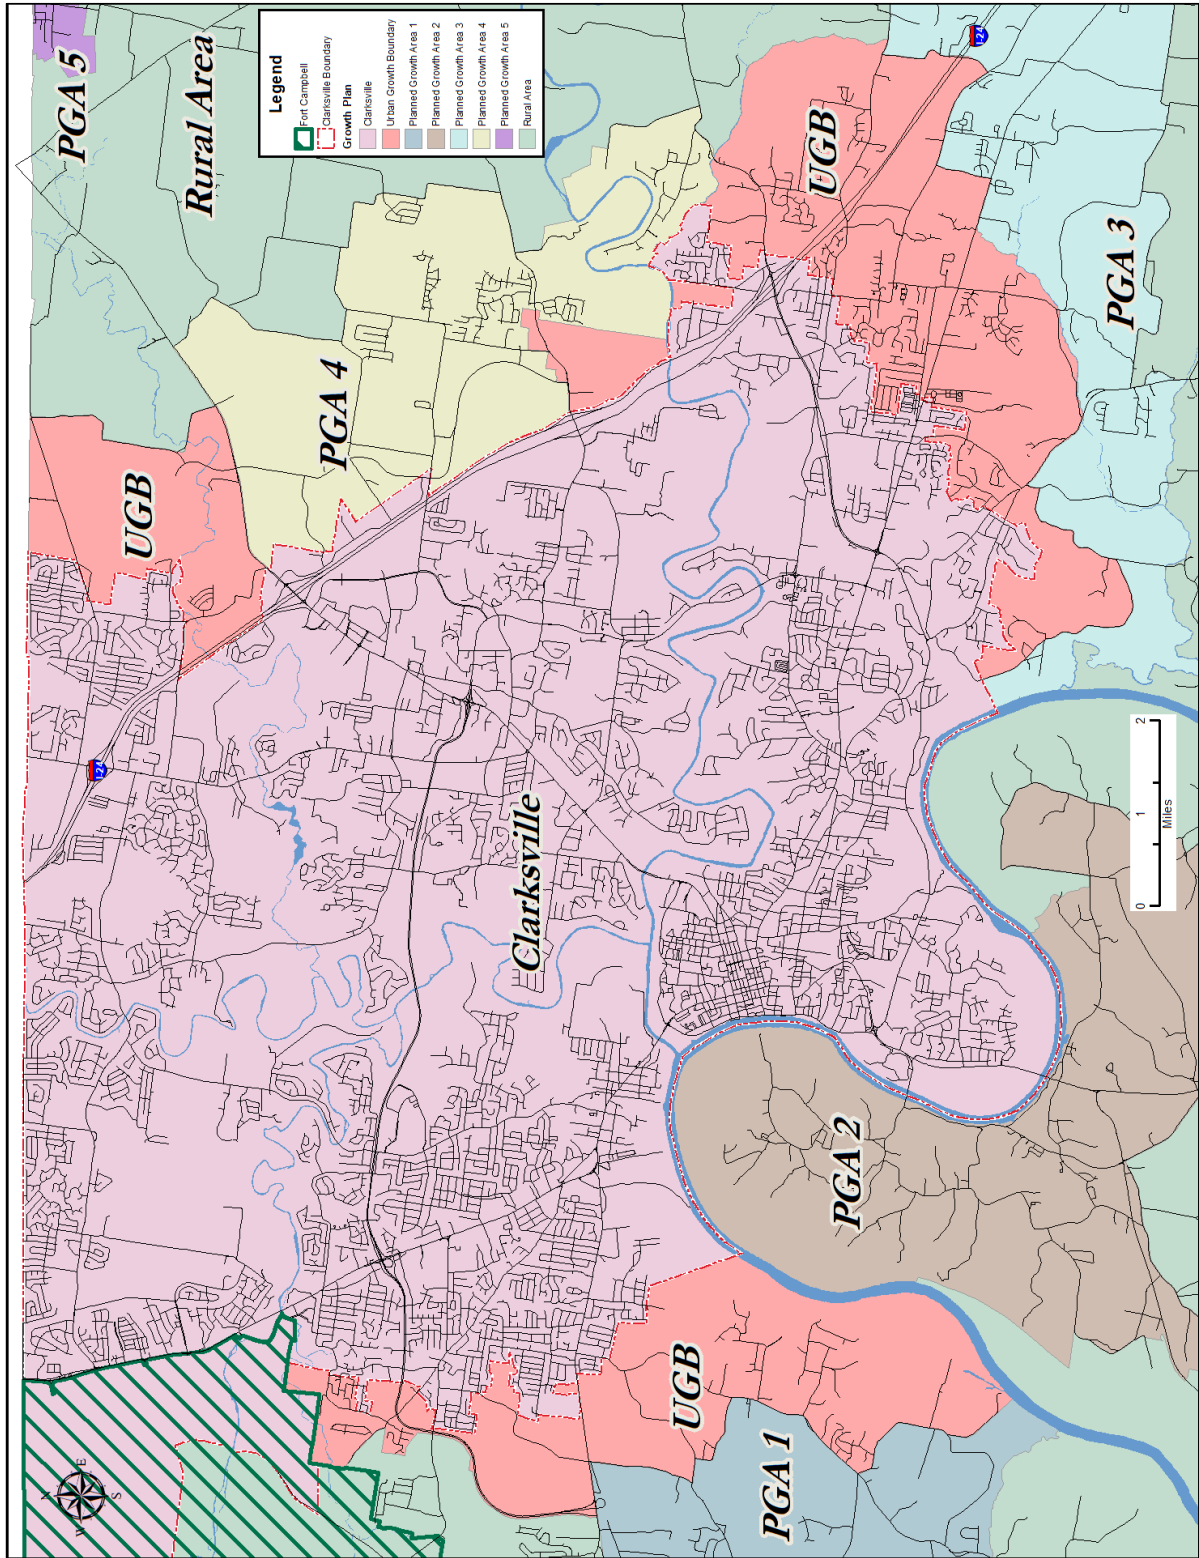 Legend
Fort Campbell
Clarksville Boundary
Growth Plan
Clarksville
Urban Growth Boundary
Planned Growth Area 1
Planned Growth Area 2
Planned Growth Area 3
Planned Growth Area 4
Planned Growth Area 5
Rural Area
PGA 5
Rural Area
PGA 4
UGB
UGB
PGA 3
I-24
I-24
Clarksville
PGA 2
UGB
PGA 1
N
E
S
W
0 1 2
Miles